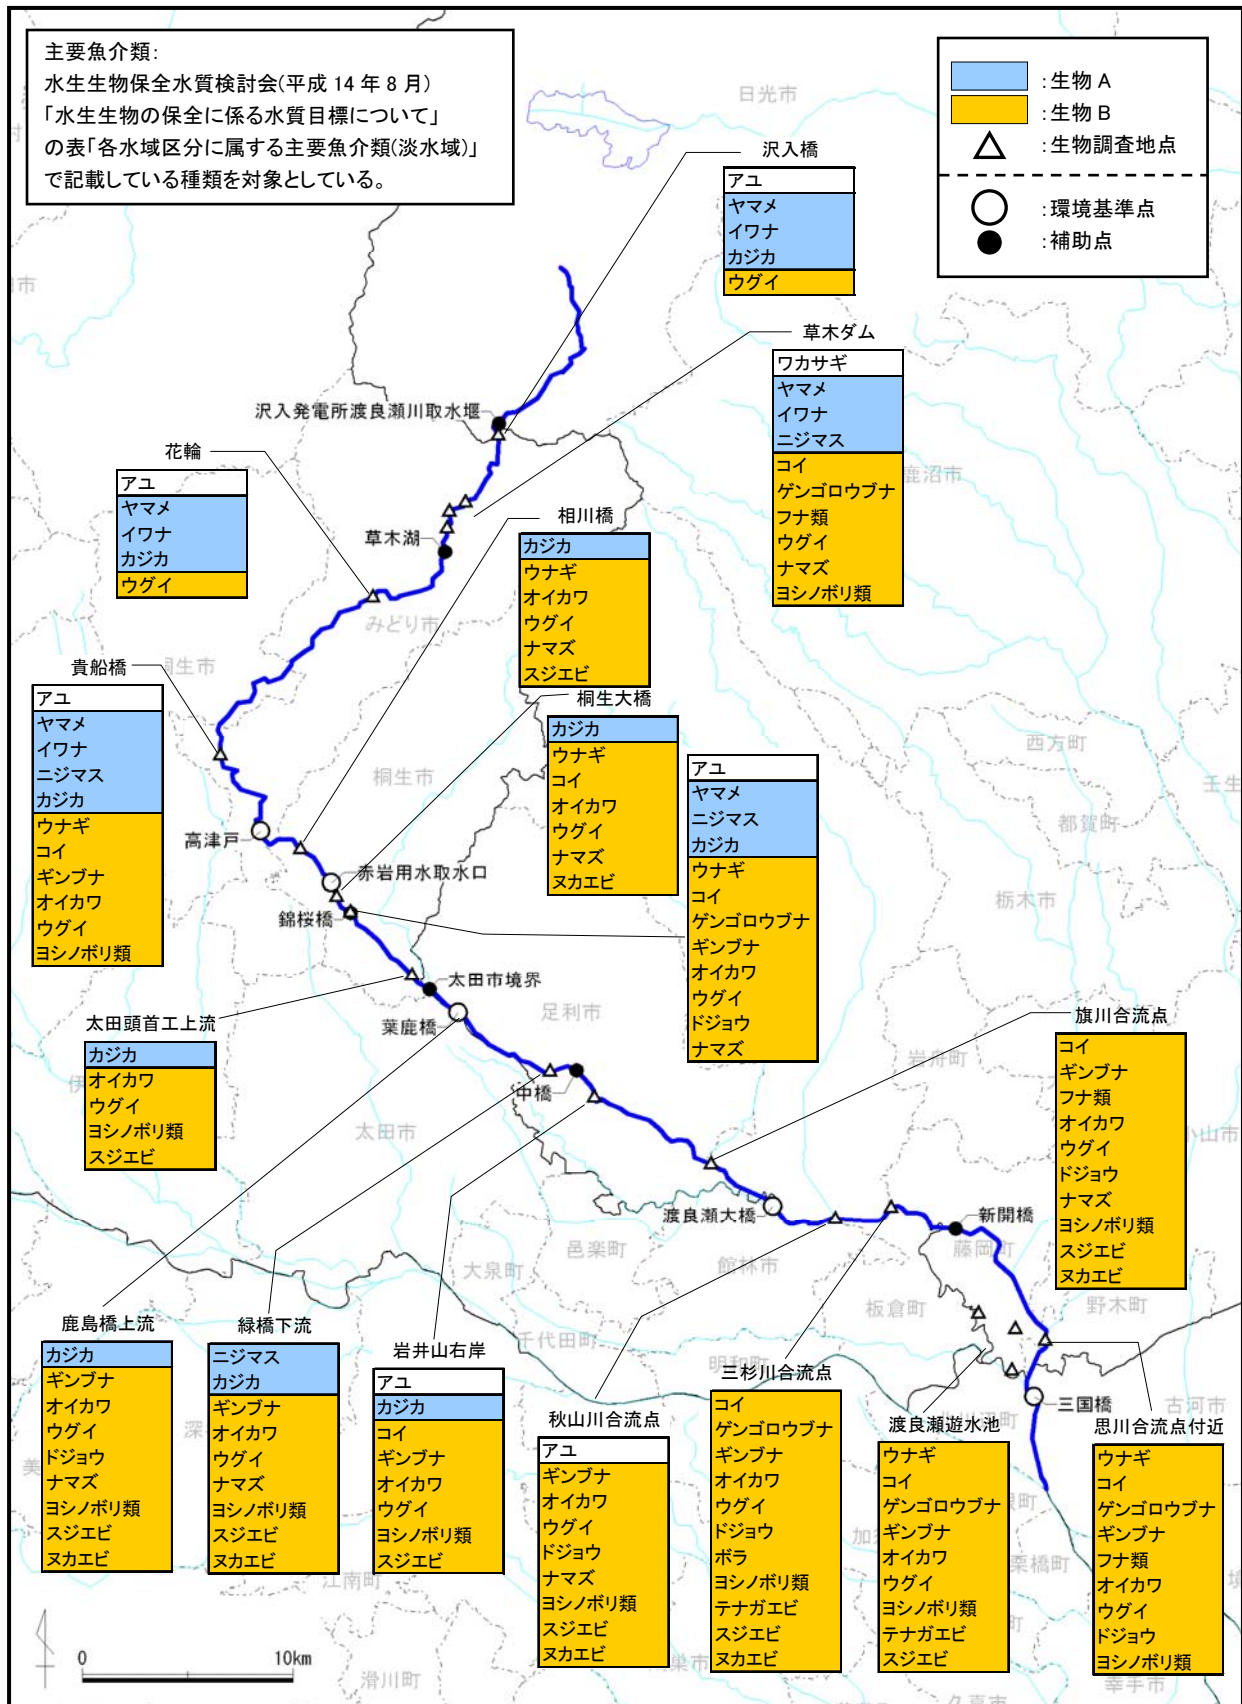 主要魚介類：
水生生物保全水質検討会(平成 14 年 8 月)
「水生生物の保全に係る水質目標について」
の表「各水域区分に属する主要魚介類(淡水域)」
で記載している種類を対象としている。
:生物 A
:生物 B
:生物調査地点
:環境基準点
:補助点
日光市
沢入橋
アユ
ヤマメ
イワナ
カジカ
ウグイ
市
草木ダム
ワカサギ
ヤマメ
イワナ
ニジマス
コイ
ゲンゴロウブナ
フナ類
ウグイ
ナマズ
ヨシノボリ類
沢入発電所渡良瀬川取水堰
鹿沼市
花輪
アユ
ヤマメ
イワナ
カジカ
ウグイ
草木湖
相川橋
カジカ
ウナギ
オイカワ
ウグイ
ナマズ
スジエビ
みどり市
貴船橋
アユ
ヤマメ
イワナ
ニジマス
カジカ
ウナギ
コイ
ギンブナ
オイカワ
ウグイ
ヨシノボリ類
桐生市
桐生大橋
カジカ
ウナギ
コイ
オイカワ
ウグイ
ナマズ
ヌカエビ
桐生市
西方町
壬生
都賀町
栃木市
アユ
ヤマメ
ニジマス
カジカ
ウナギ
コイ
ゲンゴロウブナ
ギンブナ
オイカワ
ウグイ
ドジョウ
ナマズ
高津戸
赤岩用水取水口
錦桜橋
太田市境界
葉鹿橋
足利市
太田頭首工上流
カジカ
オイカワ
ウグイ
ヨシノボリ類
スジエビ
伊
太田市
中橋
岩舟町
小山市
旗川合流点
コイ
ギンブナ
フナ類
オイカワ
ウグイ
ドジョウ
ナマズ
ヨシノボリ類
スジエビ
ヌカエビ
渡良瀬大橋
新開橋
藤岡町
邑楽町
大泉町
館林市
板倉町
野木町
千代田町
明和町
鹿島橋上流
カジカ
ギンブナ
オイカワ
ウグイ
ドジョウ
ナマズ
ヨシノボリ類
スジエビ
ヌカエビ
緑橋下流
ニジマス
カジカ
ギンブナ
オイカワ
ウグイ
ナマズ
ヨシノボリ類
スジエビ
ヌカエビ
岩井山右岸
アユ
カジカ
コイ
ギンブナ
オイカワ
ウグイ
ヨシノボリ類
スジエビ
秋山川合流点
アユ
ギンブナ
オイカワ
ウグイ
ドジョウ
ナマズ
ヨシノボリ類
スジエビ
ヌカエビ
三杉川合流点
コイ
ゲンゴロウブナ
ギンブナ
オイカワ
ウグイ
ドジョウ
ボラ
ヨシノボリ類
テナガエビ
スジエビ
ヌカエビ
渡良瀬遊水池
ウナギ
コイ
ゲンゴロウブナ
ギンブナ
オイカワ
ウグイ
ヨシノボリ類
テナガエビ
スジエビ
三国橋
古河市
思川合流点付近
ウナギ
コイ
ゲンゴロウブナ
ギンブナ
フナ類
オイカワ
ウグイ
ドジョウ
ヨシノボリ類
深
美
加
栗橋町
境
江南町
滑川町
巣市
久喜市
幸手市
0
10km